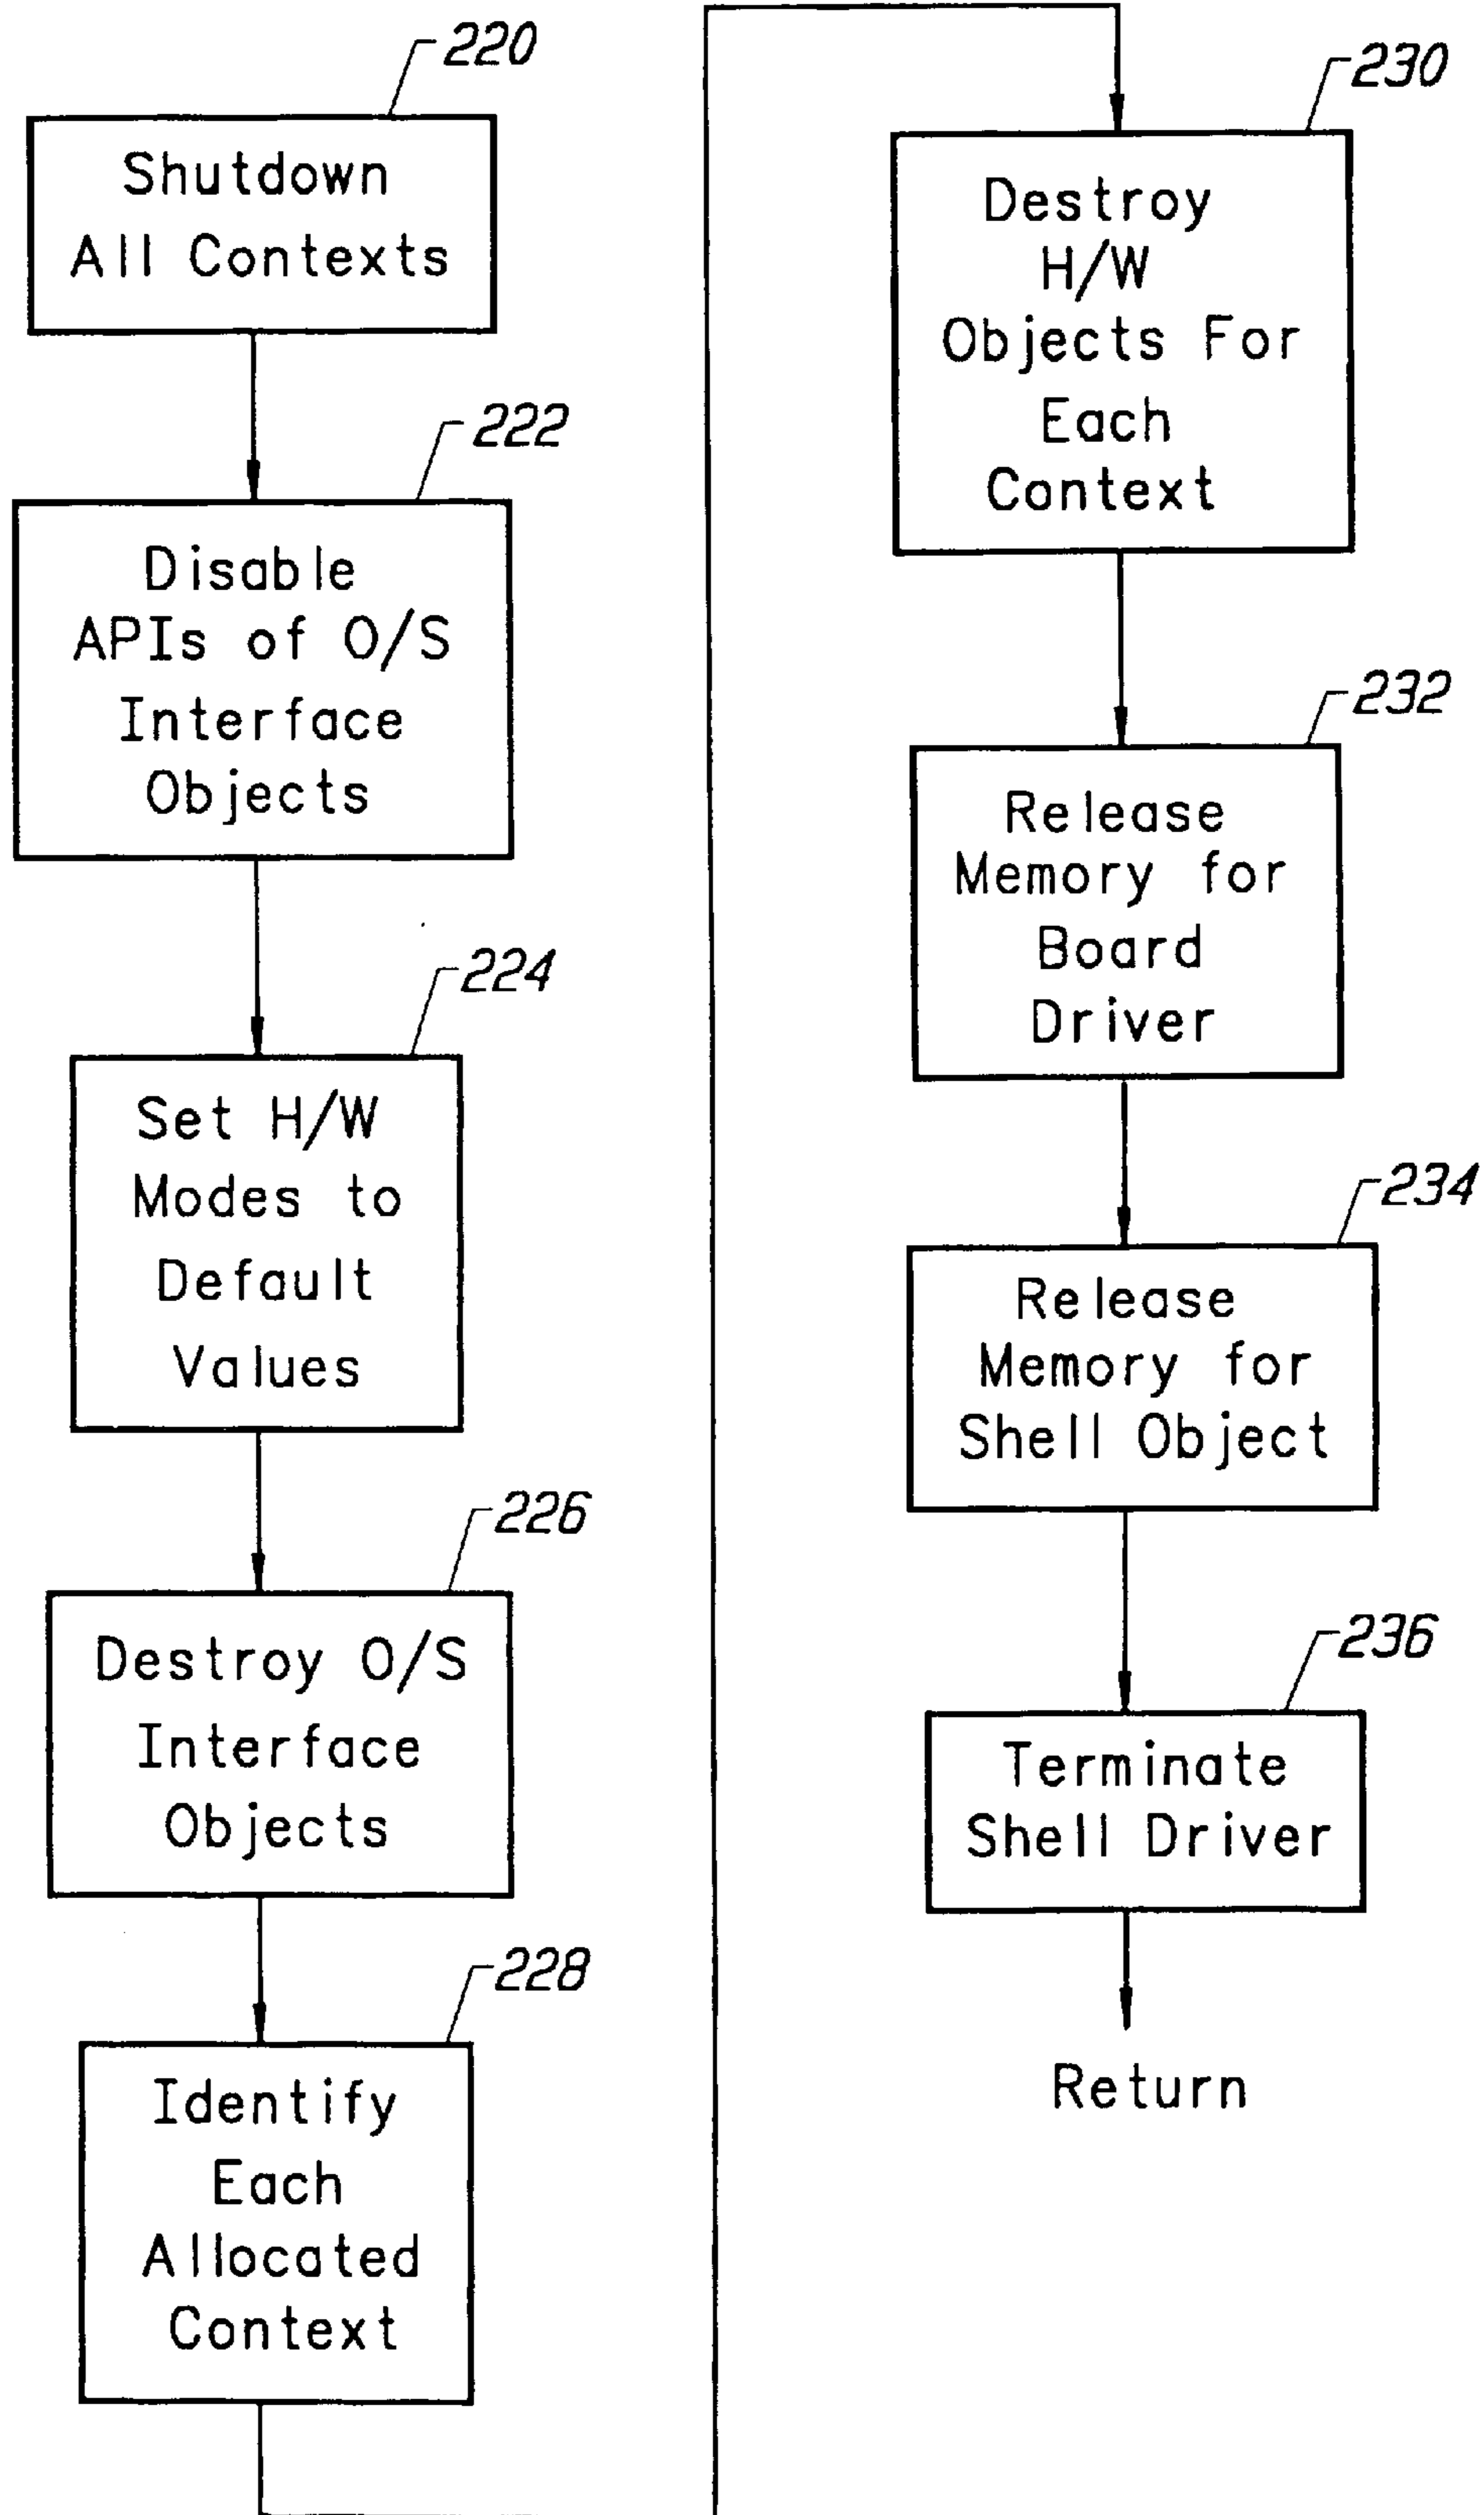 220
Shutdown
All Contexts
222
Disable
APIs of O/S
Interface
Objects
224
Set H/W
Modes to
Default
Values
226
Destroy O/S
Interface
Objects
228
Identify
Each
Allocated
Context
230
Destroy
H/W
Objects For
Each
Context
232
Release
Memory for
Board
Driver
234
Release
Memory for
Shell Object
236
Terminate
Shell Driver
Return